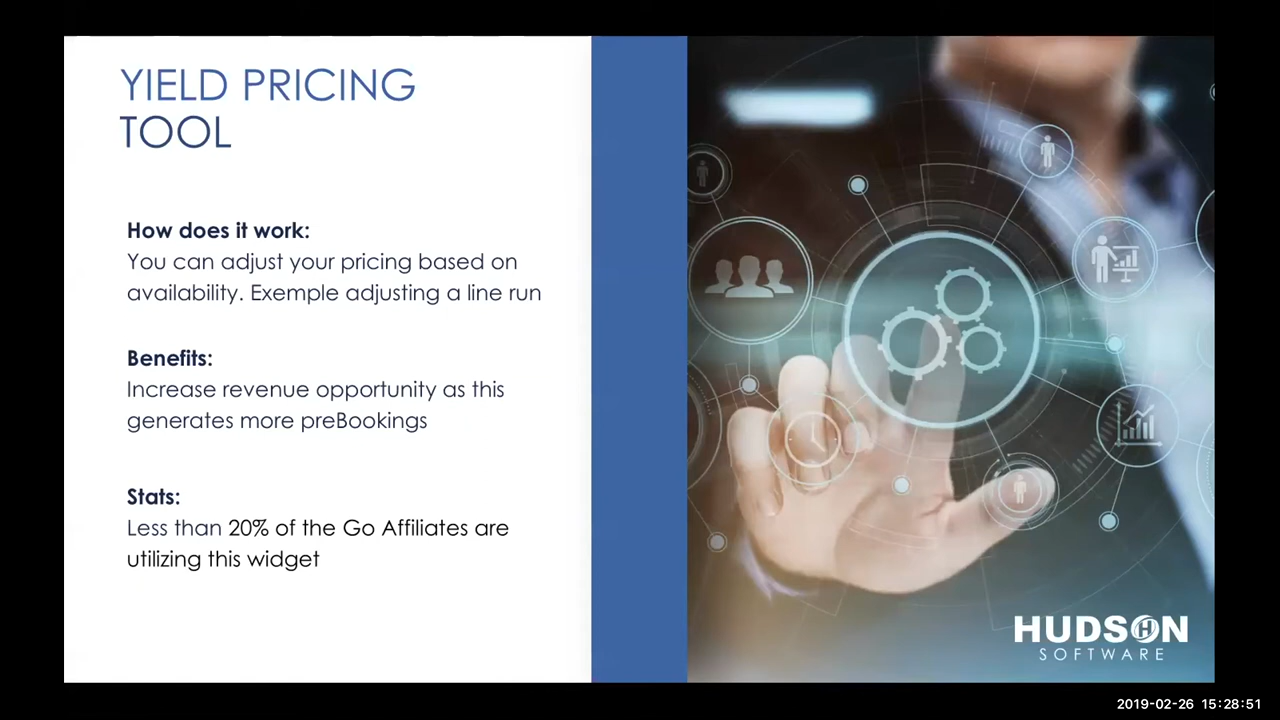 YIELD PRICING
TOOL
How does it work:
You can adjust your pricing based on
availability. Exemple adjusting a line run
Benefits:
Increase revenue opportunity as this
generates more preBookings
Stats:
Less than 20% of the Go Affiliates are
utilizing this widget
HUDSON
SOFTWARE
2019-02-26 15:28:51